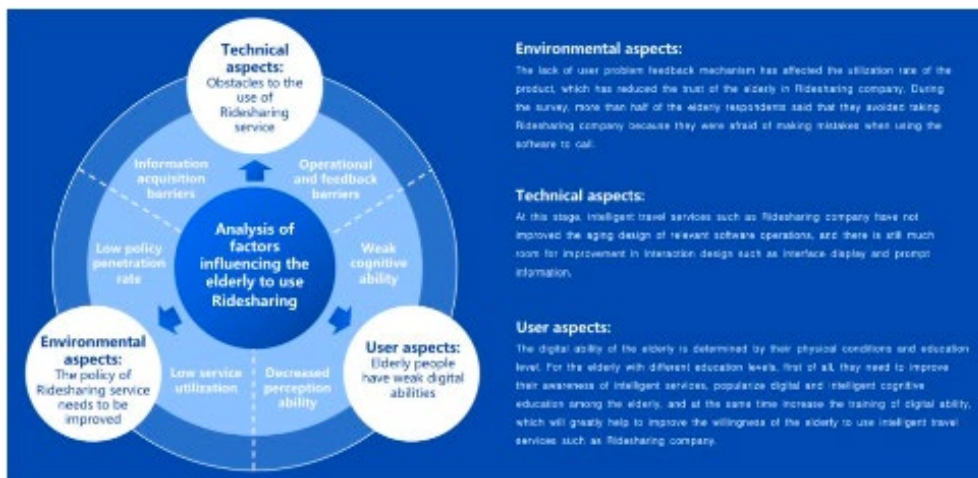 Technical
aspects:
Obstacles to the
use of
Ridesharing
service
Information
acquisition
barriers
Operational
and feedback
barriers
Analysis of
factors
influencing the
elderly to use
Ridesharing
Low policy
penetration
rate
Weak
cognitive
ability
Environmental
aspects:
The policy of
Ridesharing service
needs to be
improved
Low service
utilization
Decreased
perception
ability
User aspects:
Elderly people
have weak digital
abilities
Environmental aspects:
The lack of user problem feedback mechanism has affected the utilization rate of the
product, which has reduced the trust of the elderly in Ridesharing company. During
the survey, more than half of the elderly respondents said that they avoided taking
Ridesharing company because they were afraid of making mistakes when using the
software to call.
Technical aspects:
At this stage, intelligent travel services such as Ridesharing company have not
improved the aging design of relevant software operations, and there is still much
room for improvement in interaction design such as interface display and prompt
information.
User aspects:
The digital ability of the elderly is determined by their physical conditions and education
level. For the elderly with different education levels, first of all, they need to improve
their awareness of intelligent services, popularize digital and intelligent cognitive
education among the elderly, and at the same time increase the training of digital ability,
which will greatly help to improve the willingness of the elderly to use intelligent travel
services such as Ridesharing company.